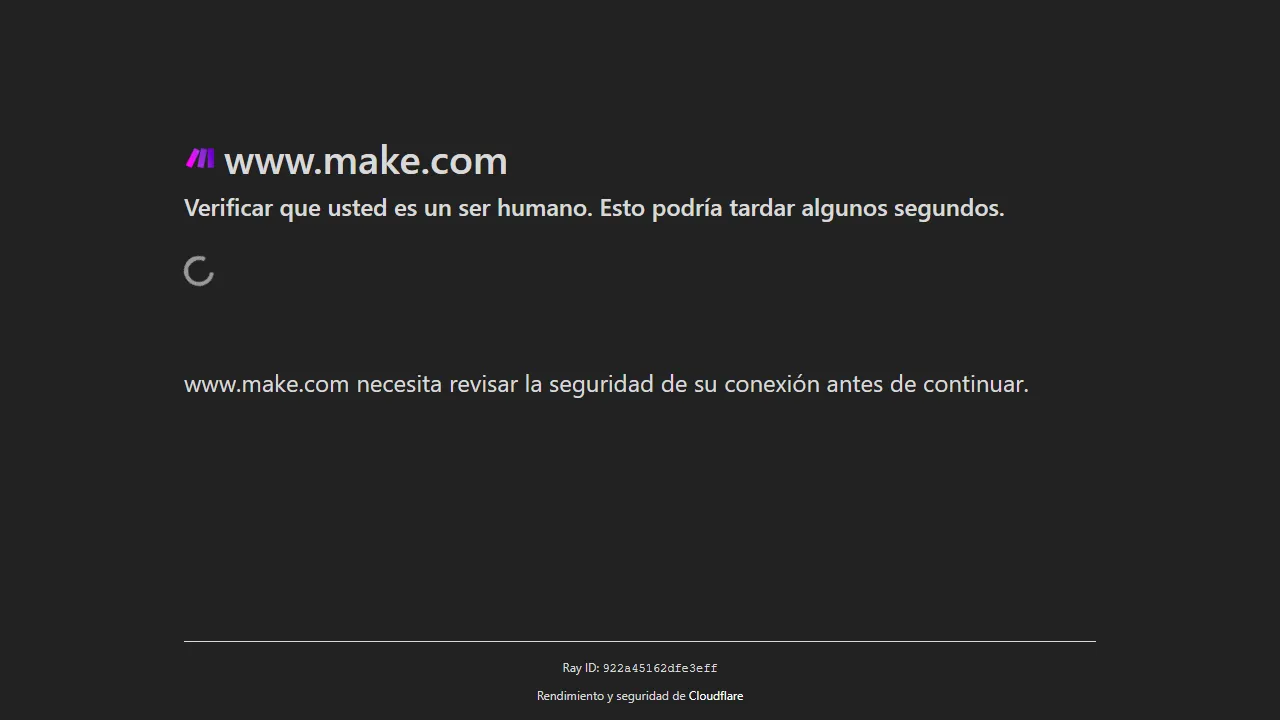 www.make.com
Verificar que usted es un ser humano. Esto podría tardar algunos segundos.
www.make.com necesita revisar la seguridad de su conexión antes de continuar.
Ray ID: 922a45162dfe3eff
Rendimiento y seguridad de Cloudflare